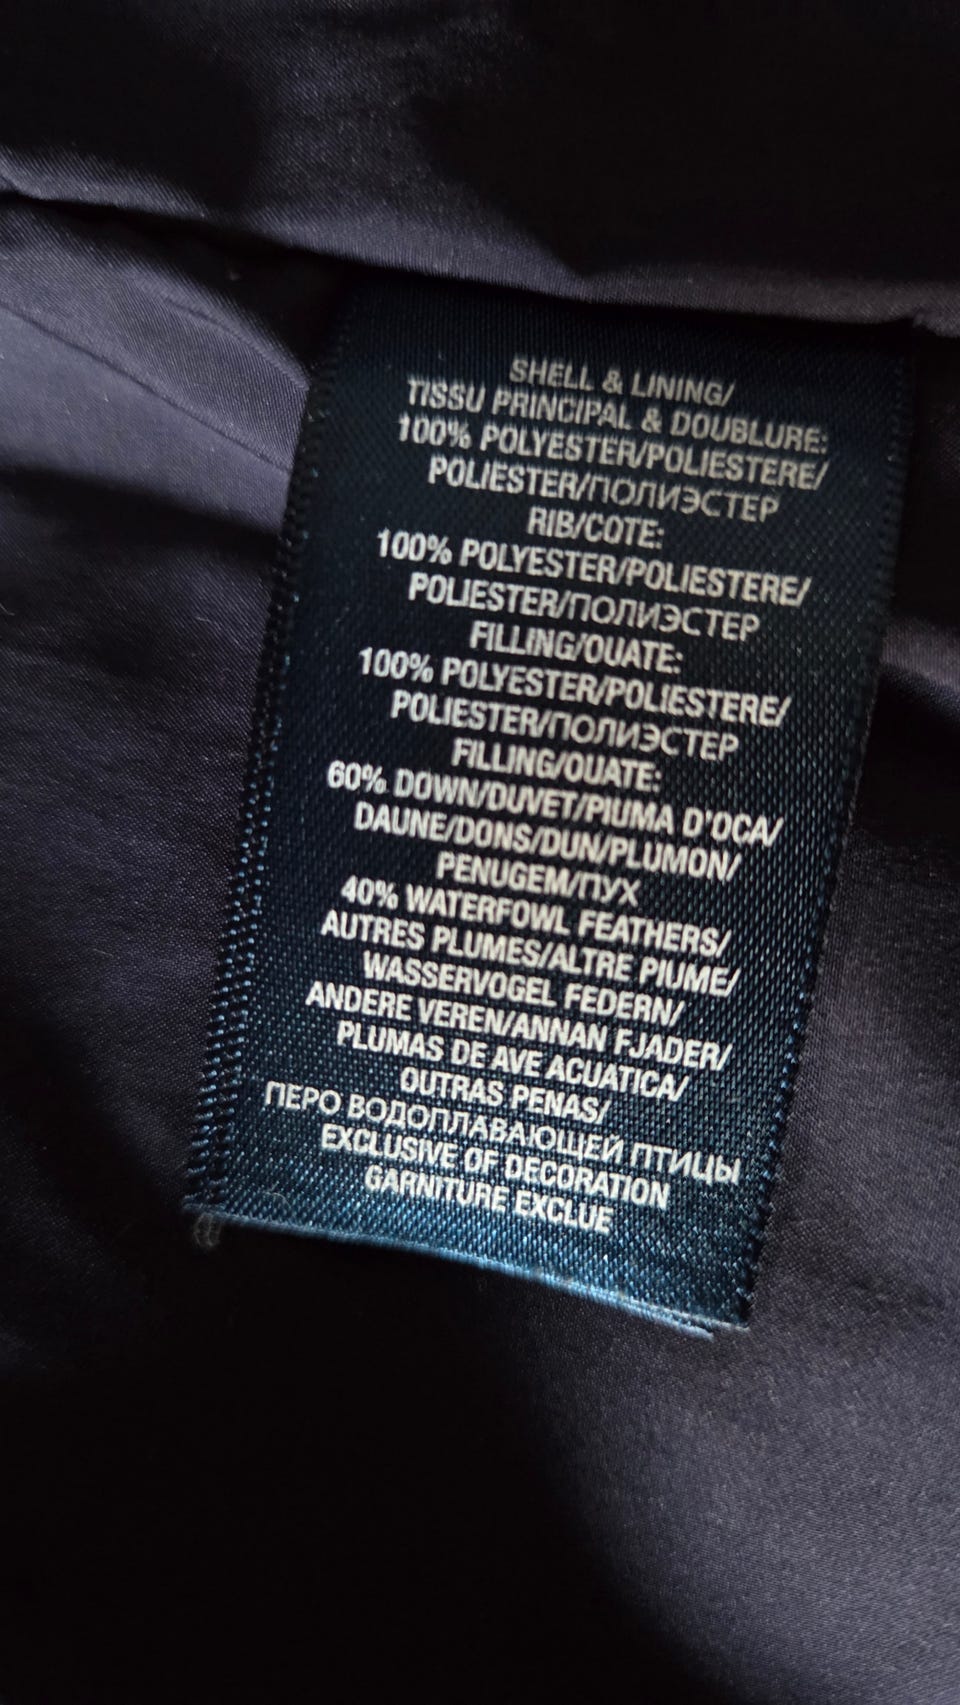 SHELL & LINING/
TISSU PRINCIPAL & DOUBLURE:
100% POLYESTER/POLIESTERE/
POLIESTER/ПОЛИЭСТЕР
RIB/COTE:
100% POLYESTER/POLIESTERE/
POLIESTER/ПОЛИЭСТЕР
FILLING/OUATE:
100% POLYESTER/POLIESTERE/
POLIESTER/ПОЛИЭСТЕР
FILLING/OUATE:
60% DOWN/DUVET/PIUMA D'OCA/
DAUNE/DONS/DUN/PLUMON/
PENUGEM/ПУХ
40% WATERFOWL FEATHERS/
AUTRES PLUMES/ALTRE PIUME/
WASSERVOGEL FEDERN/
ANDERE VEREN/ANNAN FJADER/
PLUMAS DE AVE ACUATICA/
OUTRAS PENAS/
ПЕРО ВОДОПЛАВАЮЩЕЙ ПТИЦЫ
EXCLUSIVE OF DECORATION
GARNITURE EXCLUE